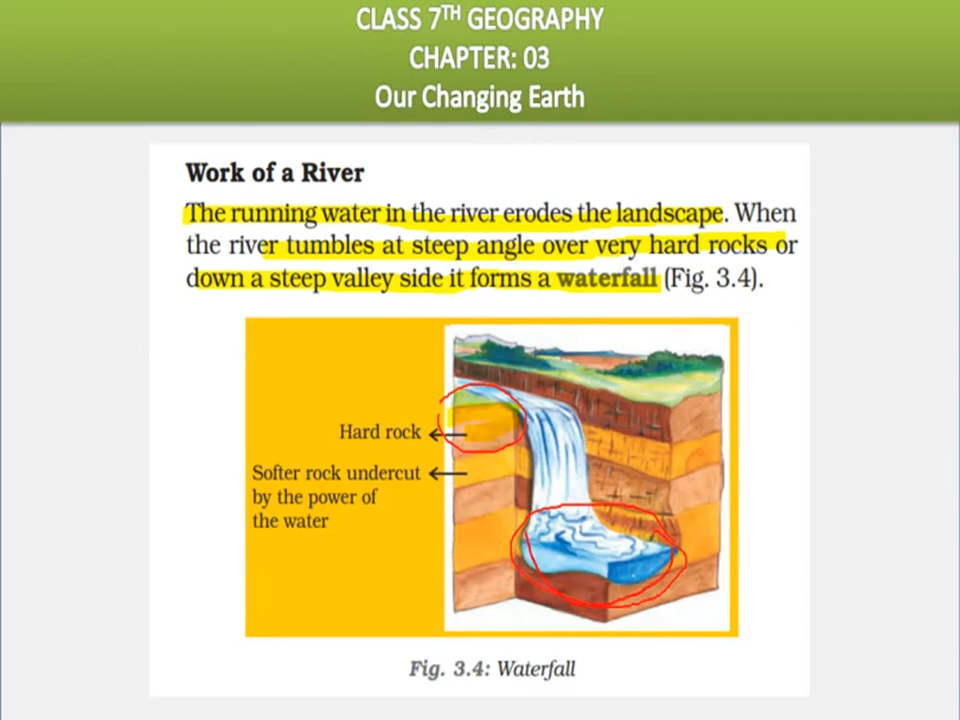 CLASS 7TH GEOGRAPHY
CHAPTER: 03
Our Changing Earth
Work of a River
The running water in the river erodes the landscape. When
the river tumbles at steep angle over very hard rocks or
down a steep valley side it forms a waterfall (Fig. 3.4).
Hard rock
Softer rock undercut
by the power of
the water
Fig. 3.4: Waterfall